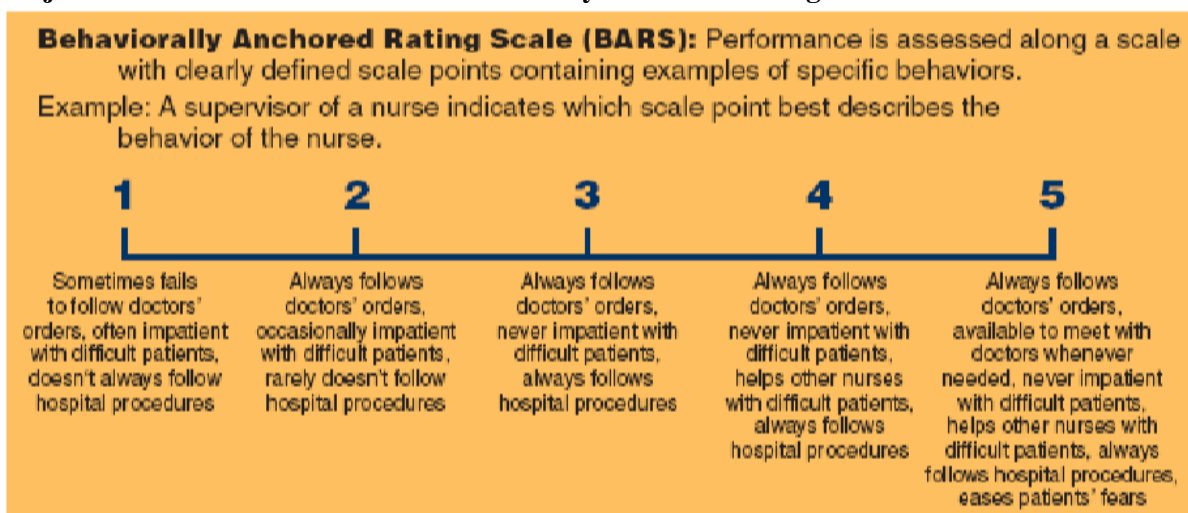 Behaviorally Anchored Rating Scale (BARS): Performance is assessed along a scale
with clearly defined scale points containing examples of specific behaviors.
Example: A supervisor of a nurse indicates which scale point best describes the
behavior of the nurse.
1
Sometimes fails
to follow doctors'
orders, often impatient
with difficult patients,
doesn't always follow
hospital procedures
2
Always follows
doctors' orders,
occasionally impatient
with difficult patients,
rarely doesn't follow
hospital procedures
3
Always follows
doctors' orders,
never impatient with
difficult patients,
always follows
hospital procedures
4
Always follows
doctors' orders,
never impatient with
difficult patients,
helps other nurses
with difficult patients,
always follows
hospital procedures
5
Always follows
doctors' orders,
available to meet with
doctors whenever
needed, never impatient
with difficult patients,
helps other nurses with
difficult patients, always
follows hospital procedures,
eases patients' fears